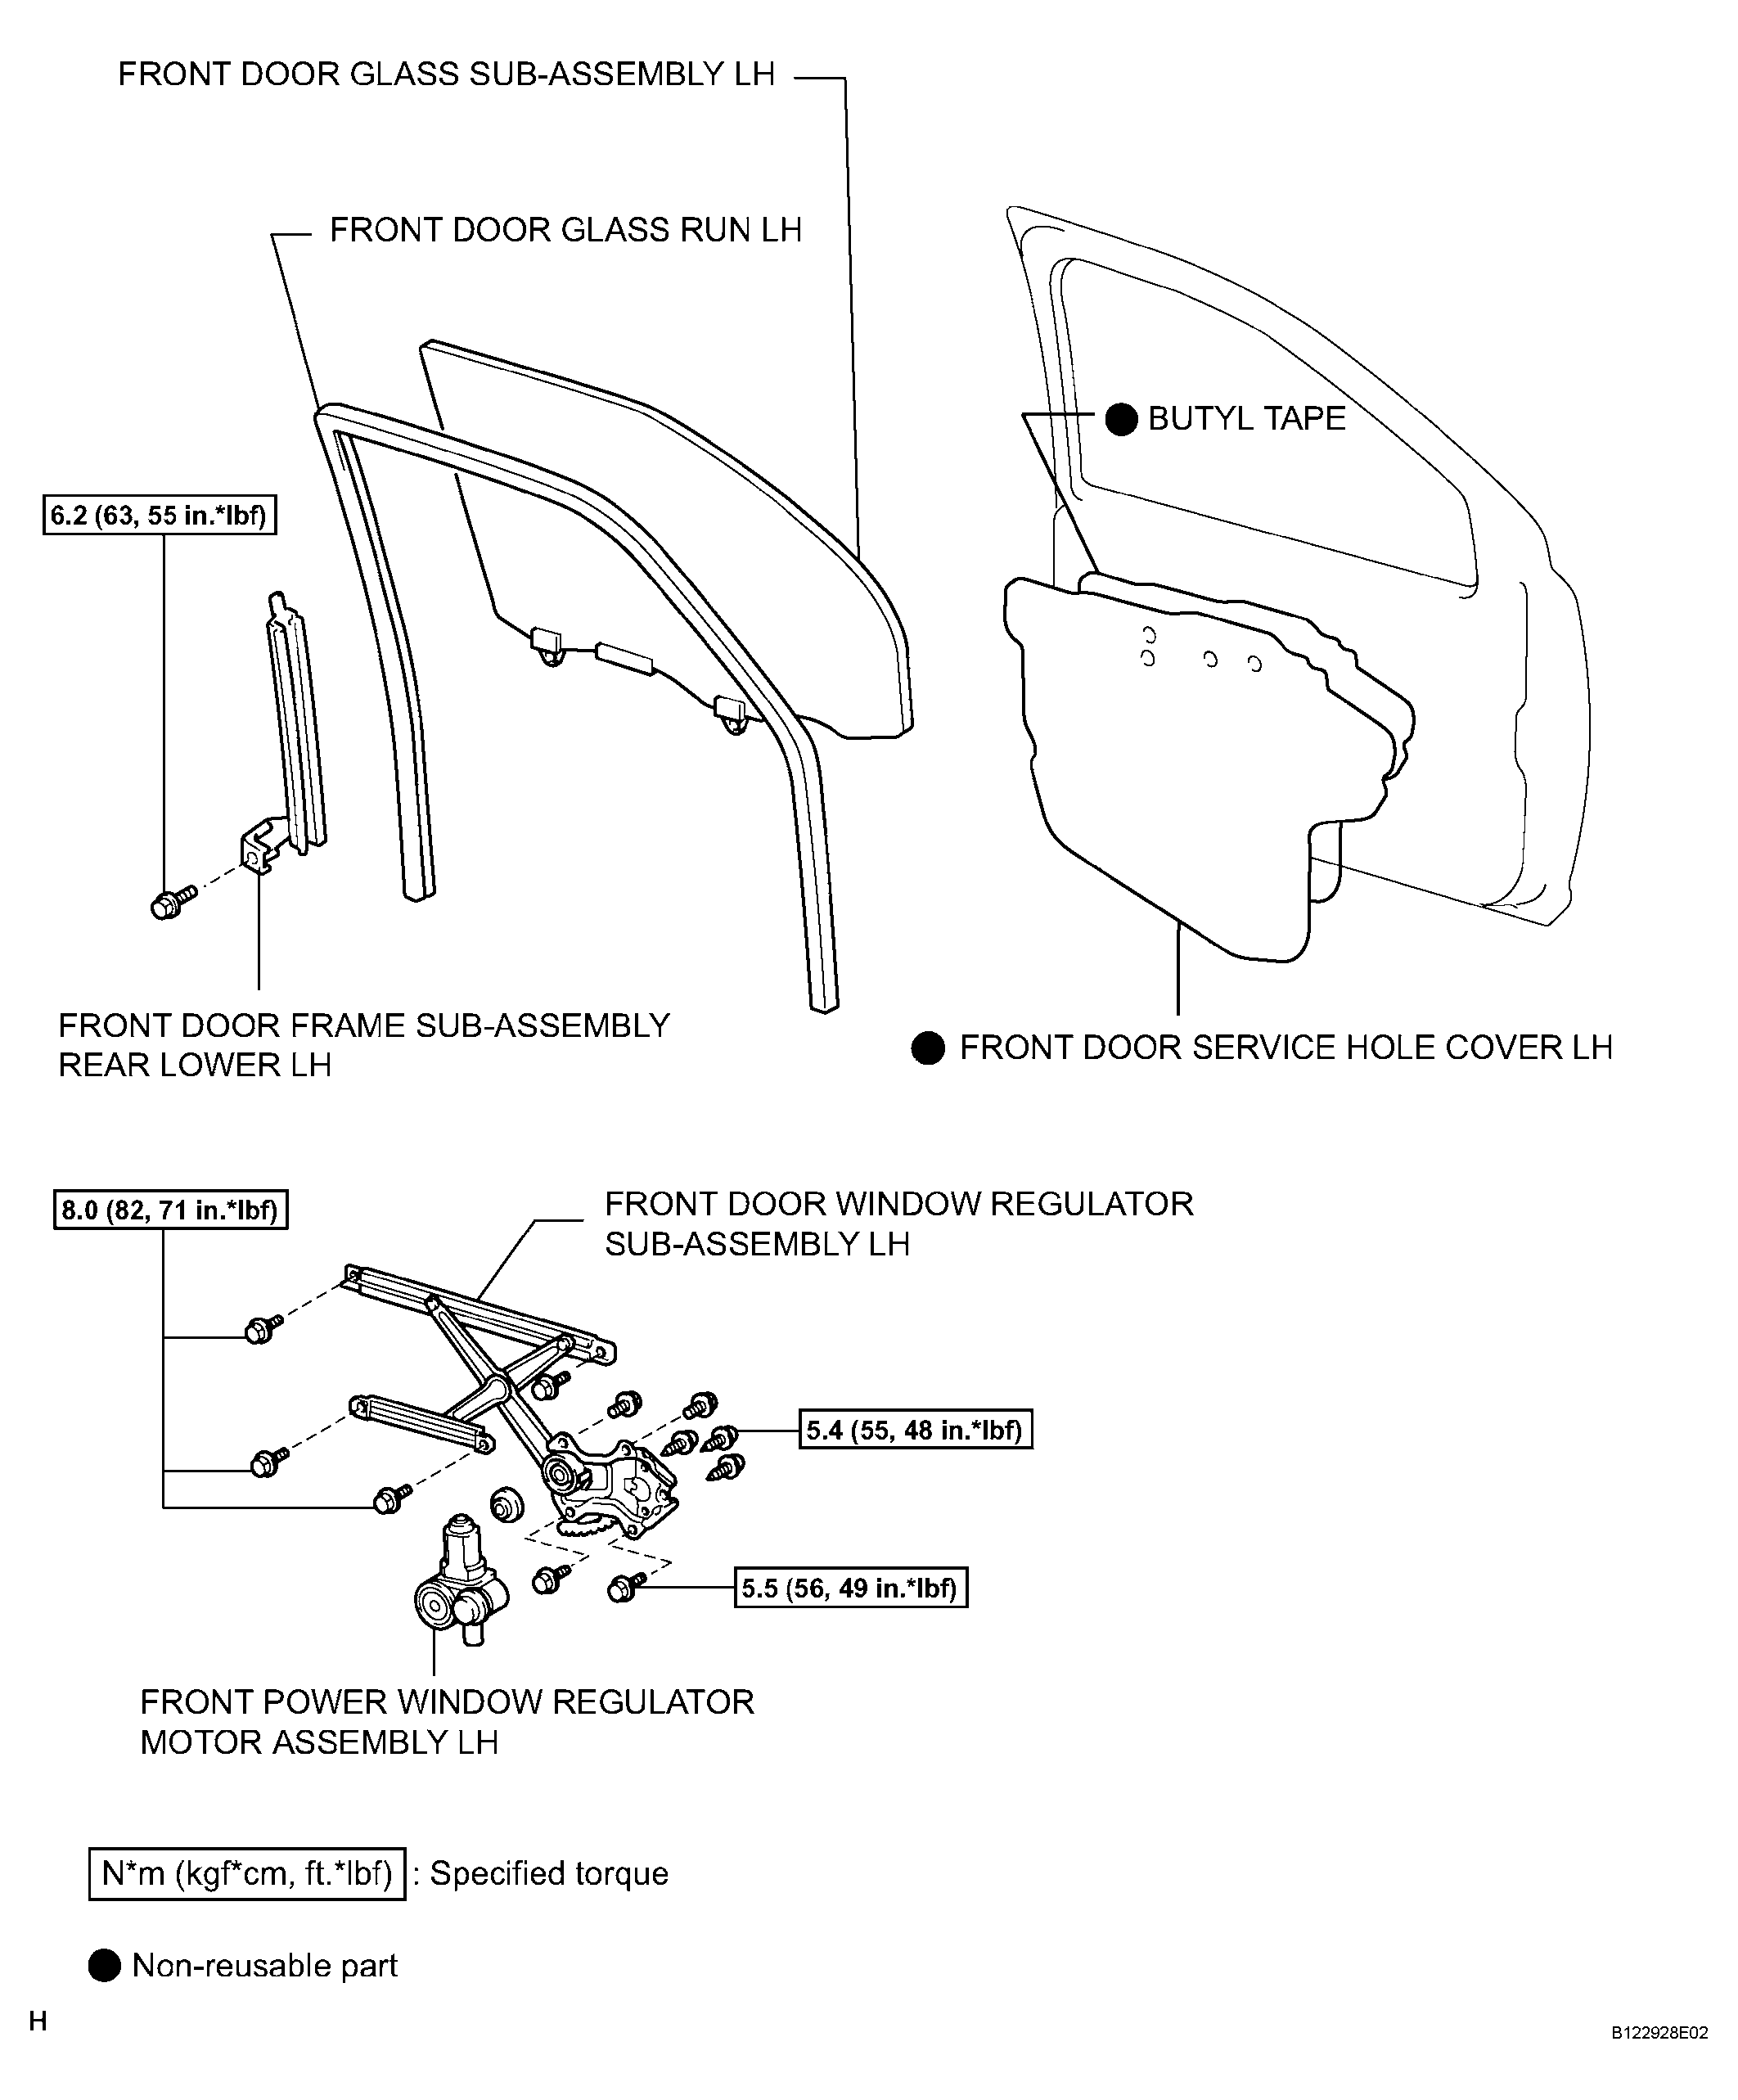 FRONT DOOR GLASS SUB-ASSEMBLY LH
FRONT DOOR GLASS RUN LH
BUTYL TAPE
6.2 (63, 55 in.*lbf)
FRONT DOOR FRAME SUB-ASSEMBLY
REAR LOWER LH
FRONT DOOR SERVICE HOLE COVER LH
8.0 (82, 71 in.*lbf)
FRONT DOOR WINDOW REGULATOR
SUB-ASSEMBLY LH
5.4 (55, 48 in.*lbf)
5.5 (56, 49 in.*lbf)
FRONT POWER WINDOW REGULATOR
MOTOR ASSEMBLY LH
N*m (kgf*cm, ft.*lbf) : Specified torque
Non-reusable part
H
B122928E02